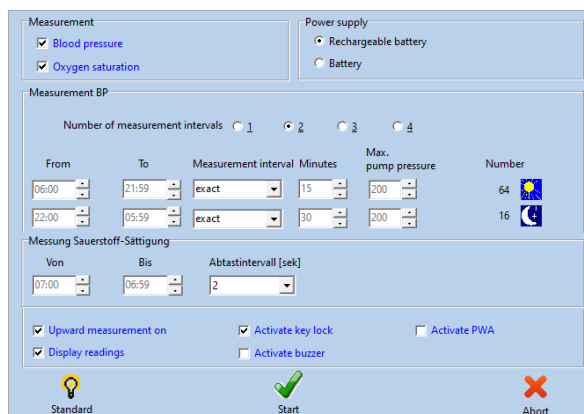 Measurement
Blood pressure
Oxygen saturation
Power supply
Rechargeable battery
Battery
Measurement BP
Number of measurement intervals 1 2 3 4
From To Measurement interval Minutes Max. pump pressure Number
06:00 21:59 exact 15 200 64
22:00 05:59 exact 30 200 16
Messung Sauerstoff-Sättigung
Von Bis Abtastintervall [sek]
07:00 06:59 2
Upward measurement on Activate key lock Activate PWA
Display readings Activate buzzer
Standard Start Abort